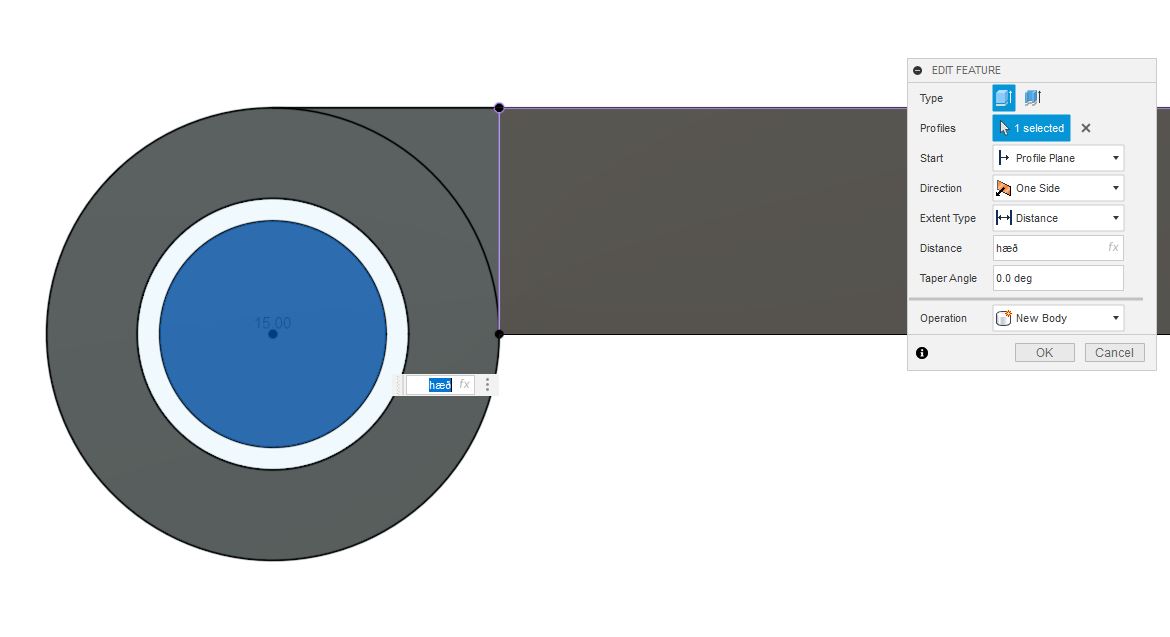 EDIT FEATURE
Type
Profiles 1 selected
Start Profile Plane
Direction One Side
Extent Type Distance
Distance hæð fx
Taper Angle 0.0 deg
Operation New Body
OK Cancel
15.00
hæð fx